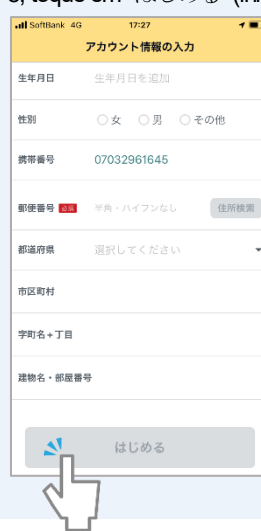 SoftBank 4G 17:27
アカウント情報の入力
生年月日 生年月日を追加
性別 女 男 その他
携帯番号 07032961645
郵便番号 必須 半角・ハイフンなし 住所検索
都道府県 選択してください
市区町村
字町名+丁目
建物名・部屋番号
はじめる